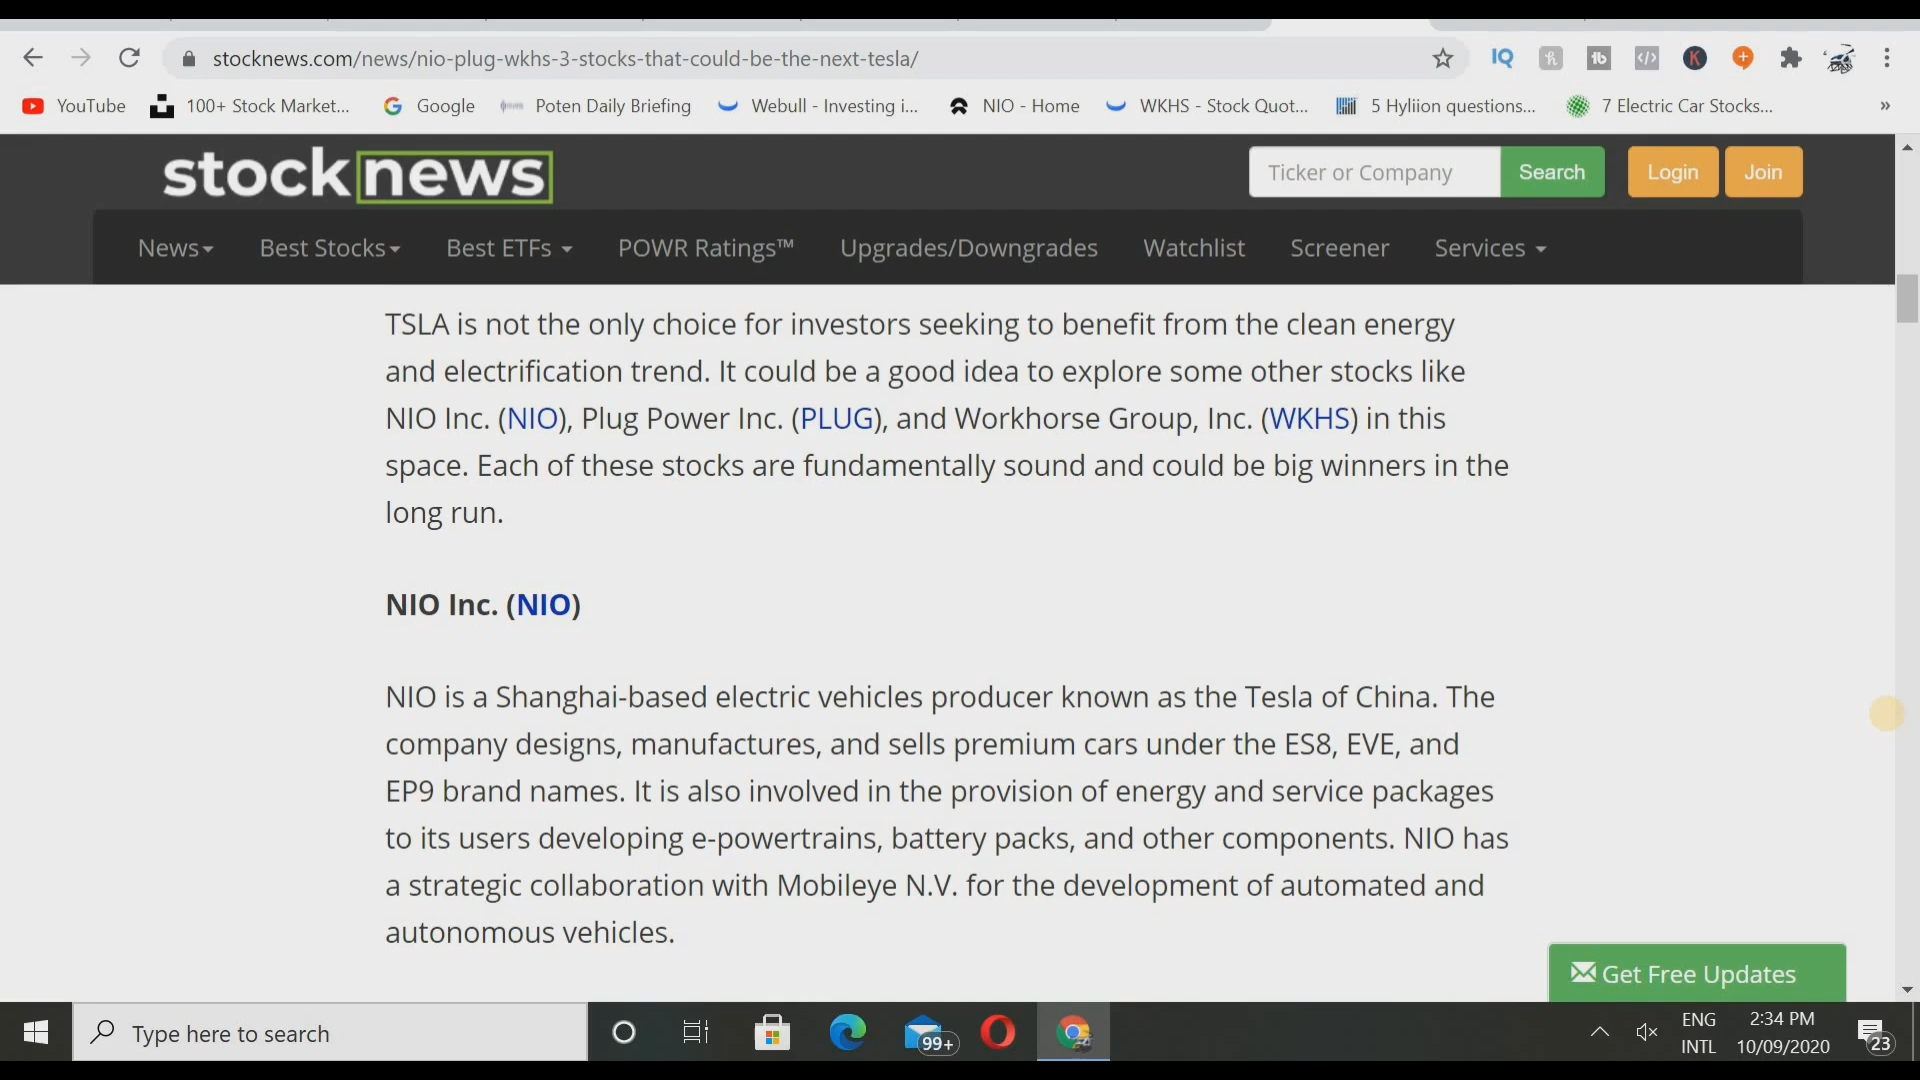 stocknews.com/news/nio-plug-wkhs-3-stocks-that-could-be-the-next-tesla/
YouTube 100+ Stock Market... Google Poten Daily Briefing Webull - Investing i... NIO - Home WKHS - Stock Quot... 5 Hyliion questions... 7 Electric Car Stocks... »
stocknews
Ticker or Company Search Login Join
News Best Stocks Best ETFs POWR Ratings™ Upgrades/Downgrades Watchlist Screener Services
TSLA is not the only choice for investors seeking to benefit from the clean energy
and electrification trend. It could be a good idea to explore some other stocks like
NIO Inc. (NIO), Plug Power Inc. (PLUG), and Workhorse Group, Inc. (WKHS) in this
space. Each of these stocks are fundamentally sound and could be big winners in the
long run.
NIO Inc. (NIO)
NIO is a Shanghai-based electric vehicles producer known as the Tesla of China. The
company designs, manufactures, and sells premium cars under the ES8, EVE, and
EP9 brand names. It is also involved in the provision of energy and service packages
to its users developing e-powertrains, battery packs, and other components. NIO has
a strategic collaboration with Mobileye N.V. for the development of automated and
autonomous vehicles.
Get Free Updates
Type here to search
99+
ENG
INTL
2:34 PM
10/09/2020
23